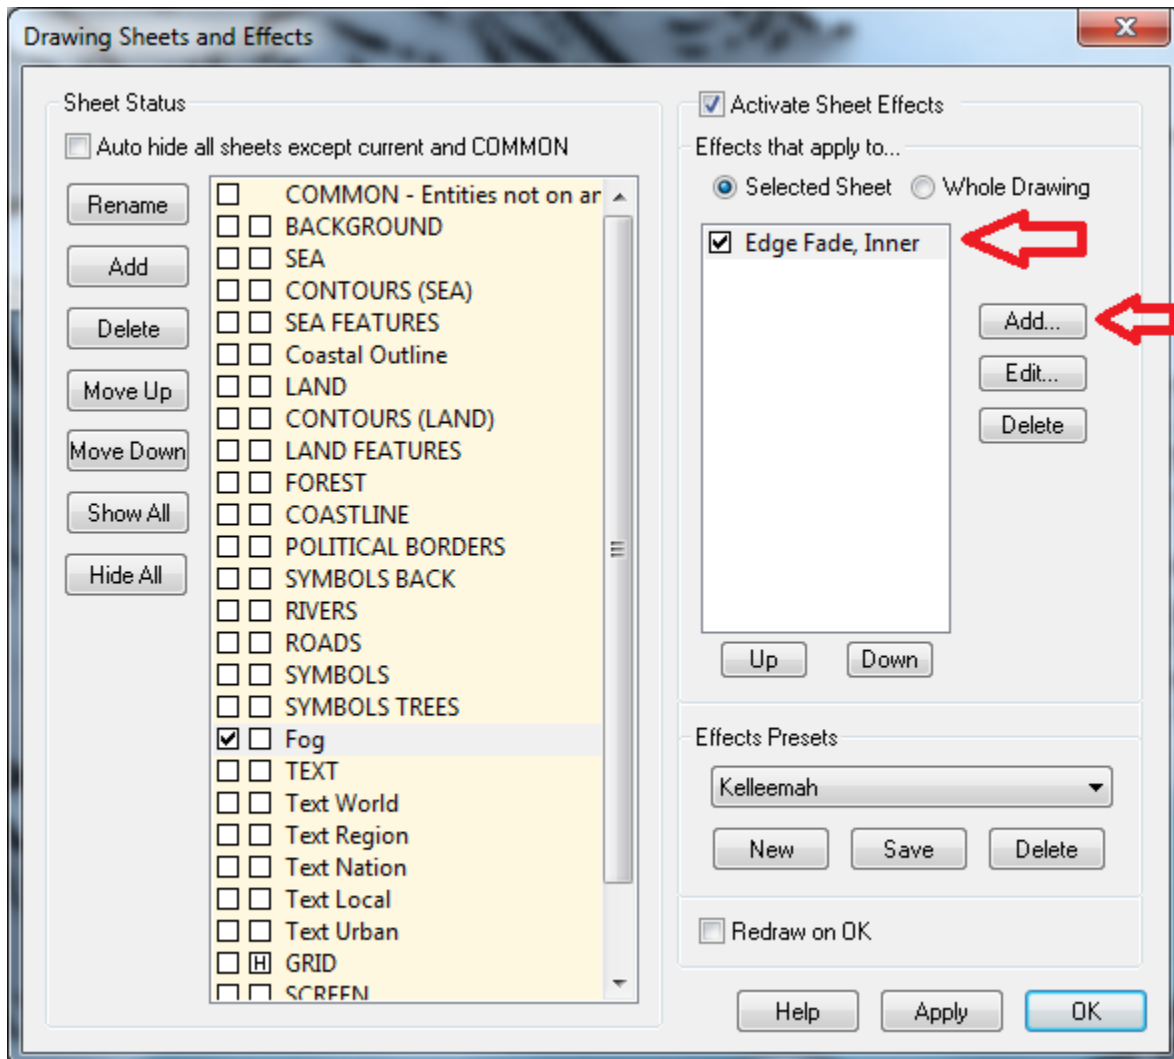 Drawing Sheets and Effects
Sheet Status
Auto hide all sheets except current and COMMON
Rename
Add
Delete
Move Up
Move Down
Show All
Hide All
COMMON - Entities not on ar
BACKGROUND
SEA
CONTOURS (SEA)
SEA FEATURES
Coastal Outline
LAND
CONTOURS (LAND)
LAND FEATURES
FOREST
COASTLINE
POLITICAL BORDERS
SYMBOLS BACK
RIVERS
ROADS
SYMBOLS
SYMBOLS TREES
Fog
TEXT
Text World
Text Region
Text Nation
Text Local
Text Urban
H GRID
SCREEN
Activate Sheet Effects
Effects that apply to...
Selected Sheet Whole Drawing
Edge Fade, Inner
Add...
Edit...
Delete
Up Down
Effects Presets
Kelleemah
New Save Delete
Redraw on OK
Help Apply OK